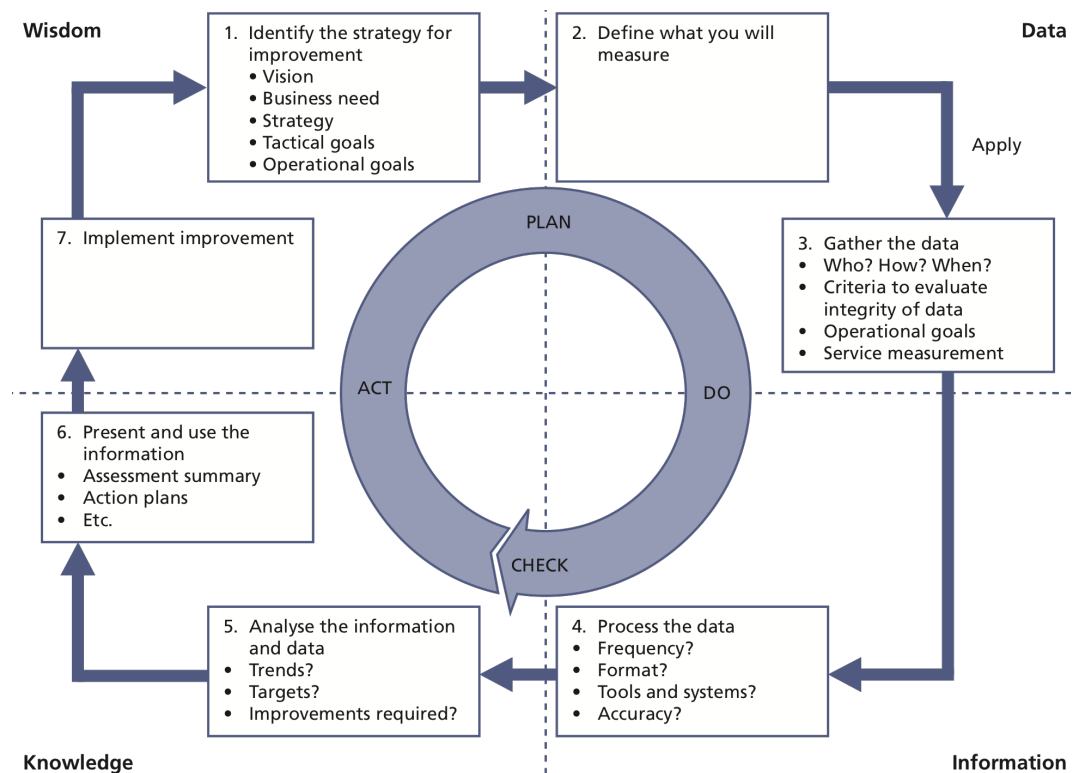 Wisdom
Data
1. Identify the strategy for
improvement
• Vision
• Business need
• Strategy
• Tactical goals
• Operational goals
2. Define what you will
measure
Apply
3. Gather the data
• Who? How? When?
• Criteria to evaluate
integrity of data
• Operational goals
• Service measurement
4. Process the data
• Frequency?
• Format?
• Tools and systems?
• Accuracy?
5. Analyse the information
and data
• Trends?
• Targets?
• Improvements required?
6. Present and use the
information
• Assessment summary
• Action plans
• Etc.
7. Implement improvement
PLAN
DO
CHECK
ACT
Knowledge
Information